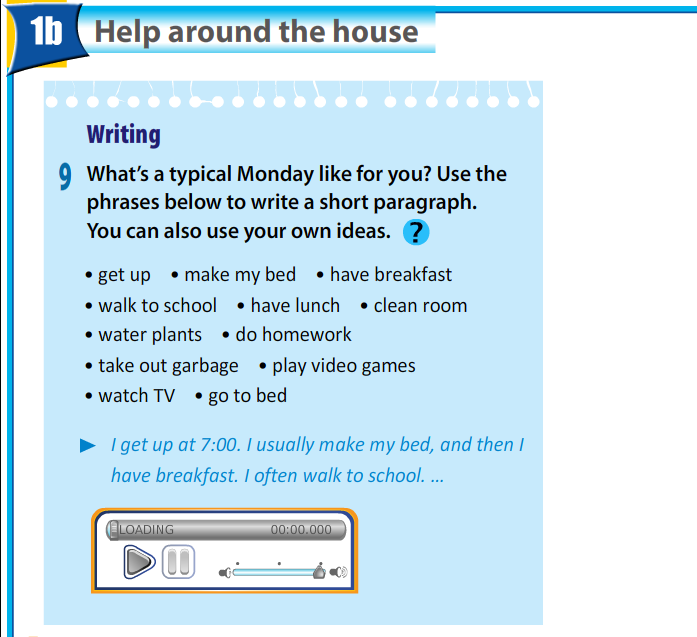 1b Help around the house
Writing
9 What's a typical Monday like for you? Use the
phrases below to write a short paragraph.
You can also use your own ideas. ?
• get up • make my bed • have breakfast
• walk to school • have lunch • clean room
• water plants • do homework
• take out garbage • play video games
• watch TV • go to bed
I get up at 7:00. I usually make my bed, and then I
have breakfast. I often walk to school. ...
LOADING 00:00.000